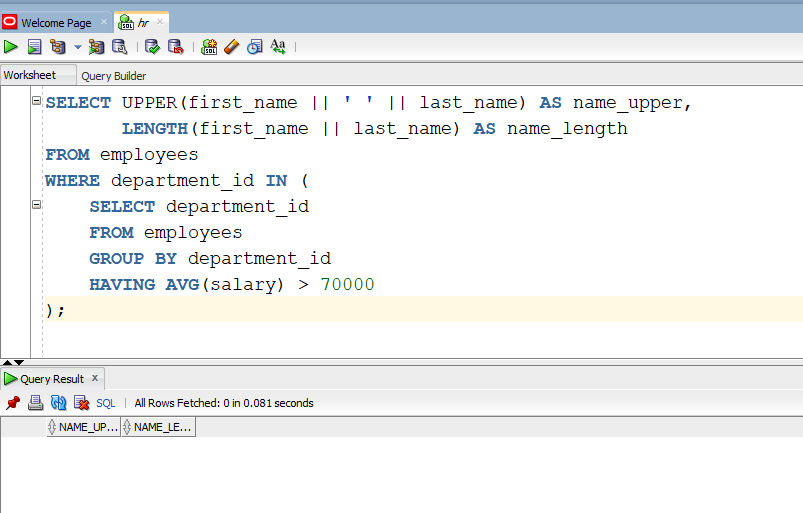 Welcome Page
hr
Worksheet Query Builder
SELECT UPPER(first_name || ' ' || last_name) AS name_upper,
LENGTH(first_name || last_name) AS name_length
FROM employees
WHERE department_id IN (
SELECT department_id
FROM employees
GROUP BY department_id
HAVING AVG(salary) > 70000
);
Query Result x
SQL | All Rows Fetched: 0 in 0.081 seconds
NAME_UP... NAME_LE...